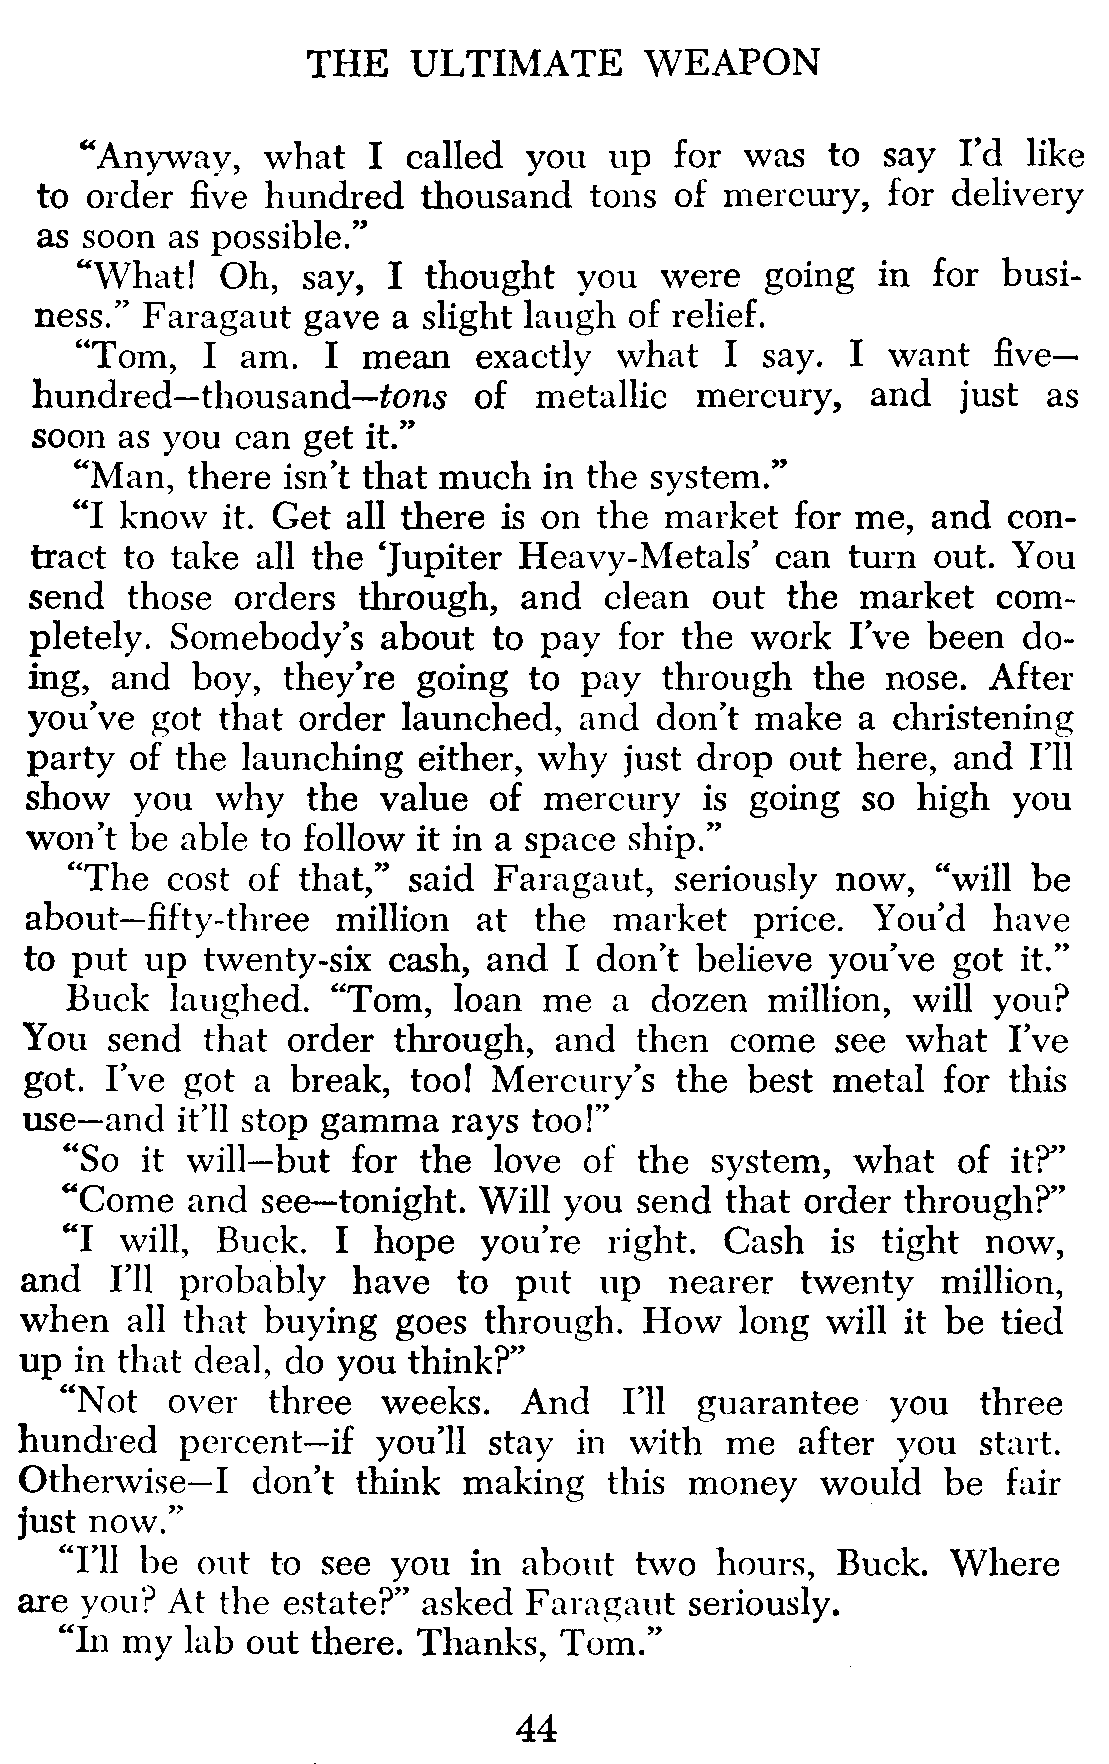 THE ULTIMATE WEAPON
“Anyway, what I called you up for was to say I’d like
to order five hundred thousand tons of mercury, for delivery
as soon as possible.”
“What! Oh, say, I thought you were going in for busi-
ness.” Faragaut gave a slight laugh of relief.
“Tom, I am. I mean exactly what I say. I want five—
hundred—thousand—tons of metallic mercury, and just as
soon as you can get it.”
“Man, there isn’t that much in the system.”
“I know it. Get all there is on the market for me, and con-
tract to take all the ‘Jupiter Heavy-Metals’ can turn out. You
send those orders through, and clean out the market com-
pletely. Somebody’s about to pay for the work I’ve been do-
ing, and boy, they’re going to pay through the nose. After
you’ve got that order launched, and don’t make a christening
party of the launching either, why just drop out here, and I’ll
show you why the value of mercury is going so high you
won’t be able to follow it in a space ship.”
“The cost of that,” said Faragaut, seriously now, “will be
about—fifty-three million at the market price. You’d have
to put up twenty-six cash, and I don’t believe you’ve got it.”
Buck laughed. “Tom, loan me a dozen million, will you?
You send that order through, and then come see what I’ve
got. I’ve got a break, too! Mercury’s the best metal for this
use—and it’ll stop gamma rays too!”
“So it will—but for the love of the system, what of it?”
“Come and see—tonight. Will you send that order through?”
“I will, Buck. I hope you’re right. Cash is tight now,
and I’ll probably have to put up nearer twenty million,
when all that buying goes through. How long will it be tied
up in that deal, do you think?”
“Not over three weeks. And I’ll guarantee you three
hundred percent—if you’ll stay in with me after you start.
Otherwise—I don’t think making this money would be fair
just now.”
“I’ll be out to see you in about two hours, Buck. Where
are you? At the estate?” asked Faragaut seriously.
“In my lab out there. Thanks, Tom.”
44